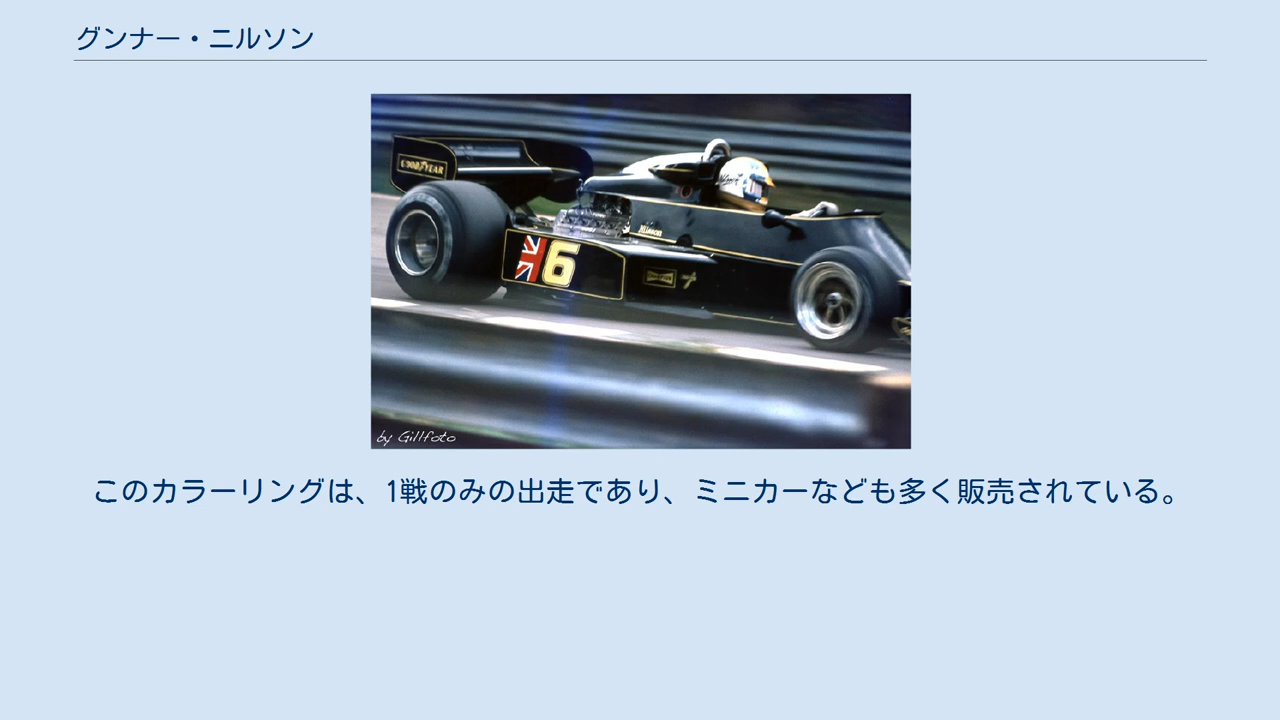 グンナー・ニルソン
GOODYEAR
Nilsson
6
CHAMPION
by Gillfoto
このカラーリングは、1戦のみの出走であり、ミニカーなども多く販売されている。